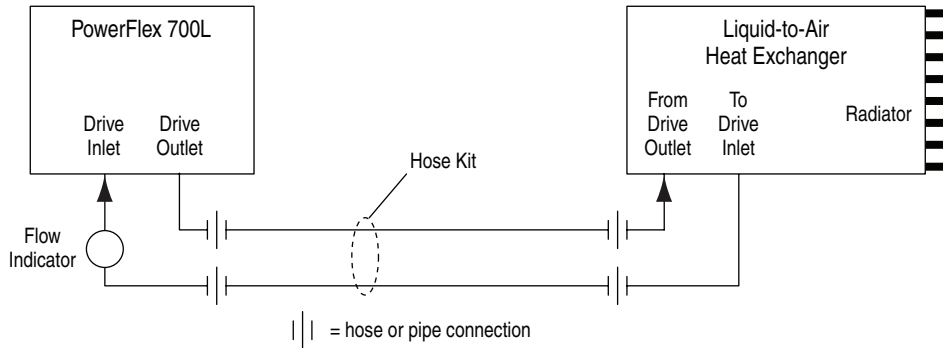 PowerFlex 700L
Drive
Inlet
Drive
Outlet
Liquid-to-Air
Heat Exchanger
From
Drive
Outlet
To
Drive
Inlet
Radiator
Hose Kit
Flow
Indicator
= hose or pipe connection